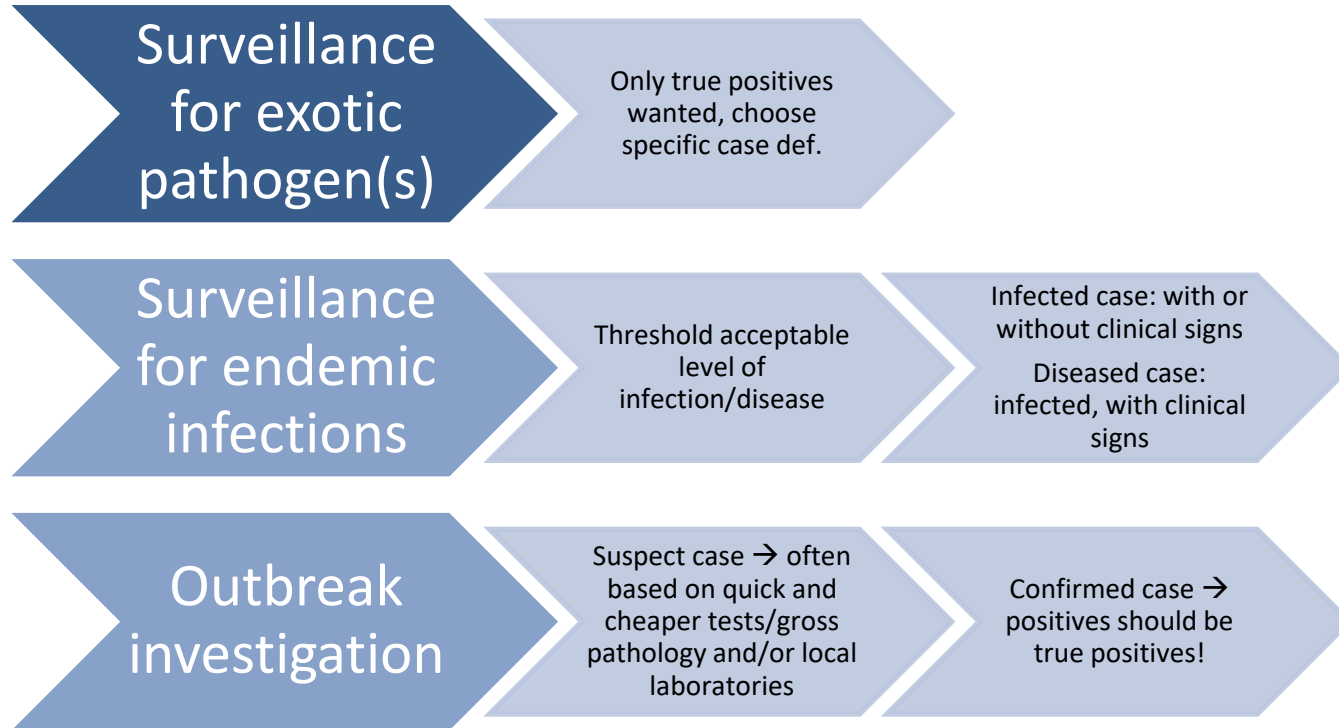 Surveillance
for exotic
pathogen(s)
Only true positives
wanted, choose
specific case def.
Surveillance
for endemic
infections
Threshold acceptable
level of
infection/disease
Infected case: with or
without clinical signs
Diseased case:
infected, with clinical
signs
Outbreak
investigation
Suspect case → often
based on quick and
cheaper tests/gross
pathology and/or local
laboratories
Confirmed case →
positives should be
true positives!